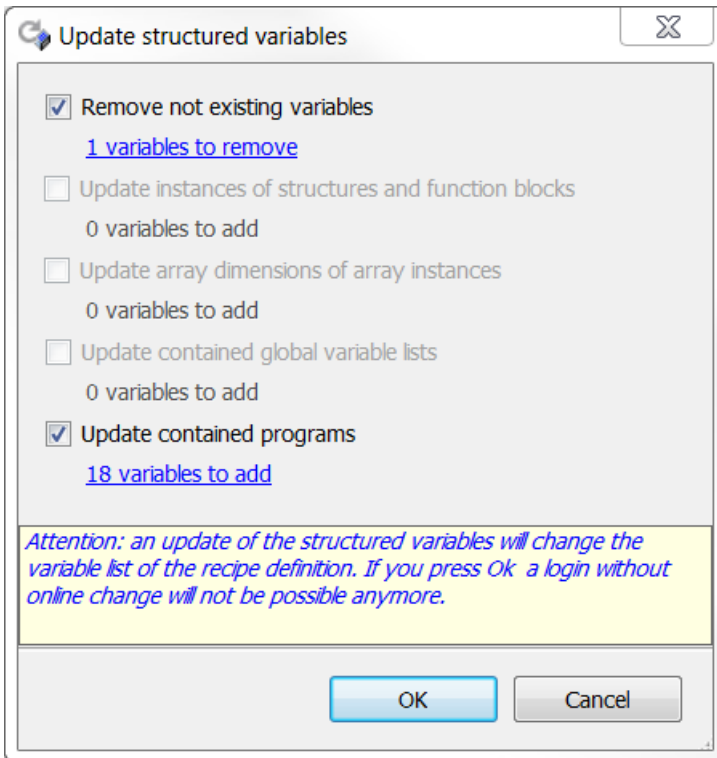 Update structured variables
Remove not existing variables
1 variables to remove
Update instances of structures and function blocks
0 variables to add
Update array dimensions of array instances
0 variables to add
Update contained global variable lists
0 variables to add
Update contained programs
18 variables to add
Attention: an update of the structured variables will change the
variable list of the recipe definition. If you press Ok a login without
online change will not be possible anymore.
OK
Cancel